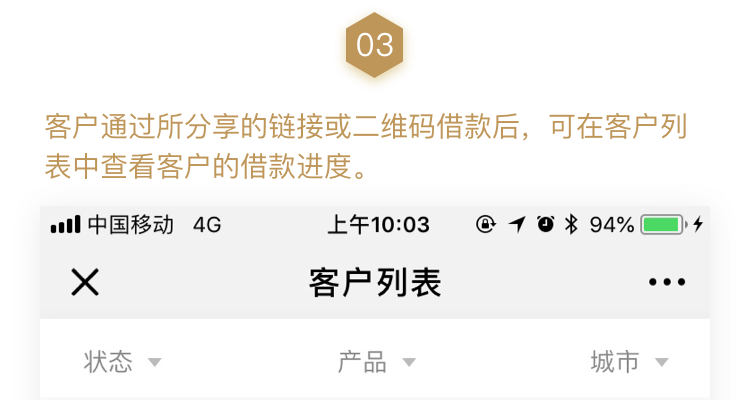 03
客户通过所分享的链接或二维码借款后，可在客户列
表中查看客户的借款进度。
中国移动 4G 上午10:03 94%
客户列表
状态 产品 城市